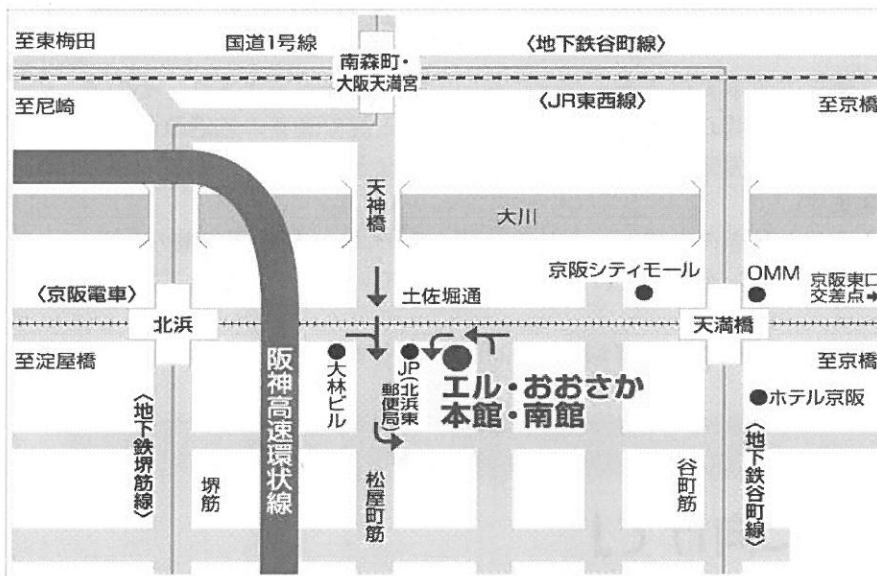 至東梅田
国道1号線
〈地下鉄谷町線〉
南森町・
大阪天満宮
至尼崎
〈JR東西線〉
至京橋
天神橋
大川
京阪シティモール
OMM
京阪東口
交差点➡
〈京阪電車〉
土佐堀通
北浜
天満橋
至淀屋橋
大林ビル
JP(北浜東
郵便局)
エル・おおさか
本館・南館
至京橋
ホテル京阪
阪神高速環状線
〈地下鉄堺筋線〉
堺筋
松屋町筋
谷町筋
〈地下鉄谷町線〉